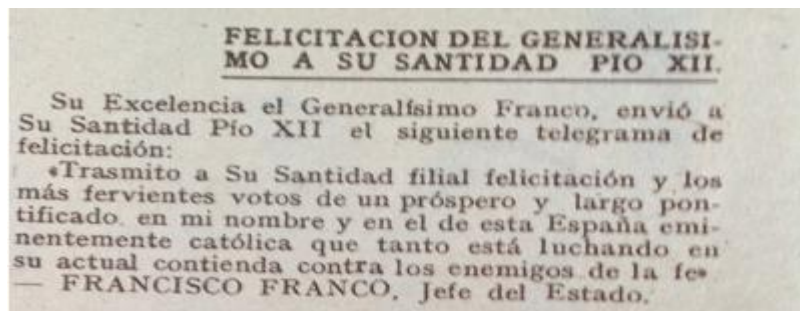 FELICITACION DEL GENERALISI-
MO A SU SANTIDAD PIO XII.
Su Excelencia el Generalísimo Franco, envió a
Su Santidad Pío XII el siguiente telegrama de
felicitación:
«Trasmito a Su Santidad filial felicitación y los
más fervientes votos de un próspero y largo pon-
tificado en mi nombre y en el de esta España emi-
nentemente católica que tanto está luchando en
su actual contienda contra los enemigos de la fe»
— FRANCISCO FRANCO, Jefe del Estado.